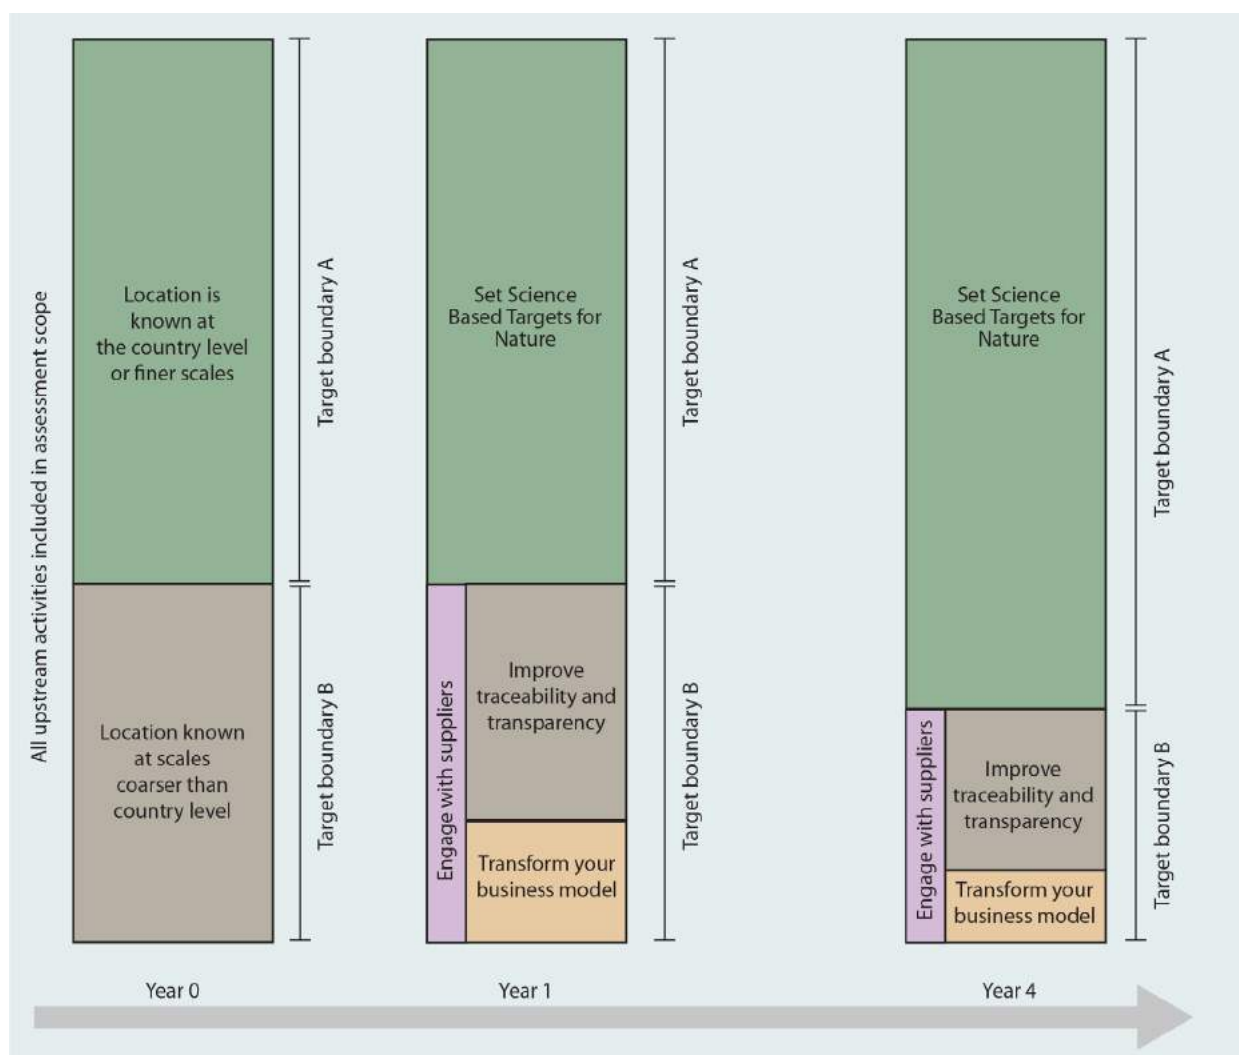 All upstream activities included in assessment scope
Location is
known at
the country level
or finer scales
Target boundary A
Location known
at scales
coarser than
country level
Target boundary B
Year 0
Set Science
Based Targets for
Nature
Target boundary A
Engage with suppliers
Improve
traceability and
transparency
Transform your
business model
Target boundary B
Year 1
Set Science
Based Targets for
Nature
Target boundary A
Engage with suppliers
Improve
traceability and
transparency
Transform your
business model
Target boundary B
Year 4